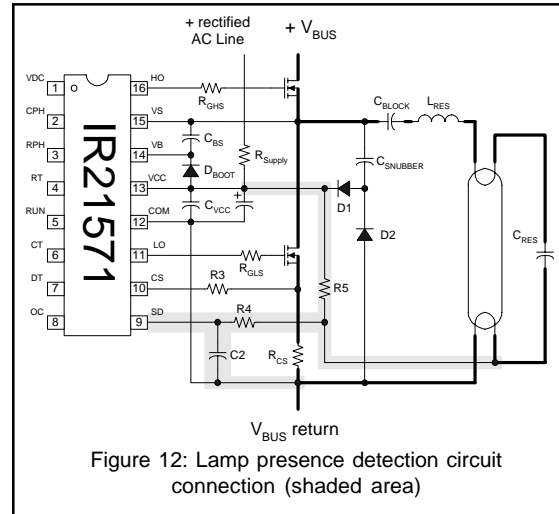 + rectified
AC Line
+ VBUS
VDC 1
CPH 2
RPH 3
RT 4
RUN 5
CT 6
DT 7
OC 8
IR21571
16 HO
15 VS
14 VB
13 VCC
12 COM
11 LO
10 CS
9 SD
RGHS
CBLOCK
LRES
CBS
RSupply
CSNUBBER
DBOOT
CVCC
+
D1
D2
CRES
RGLS
R3
R5
R4
C2
RCS
VBUS return
Figure 12: Lamp presence detection circuit
connection (shaded area)